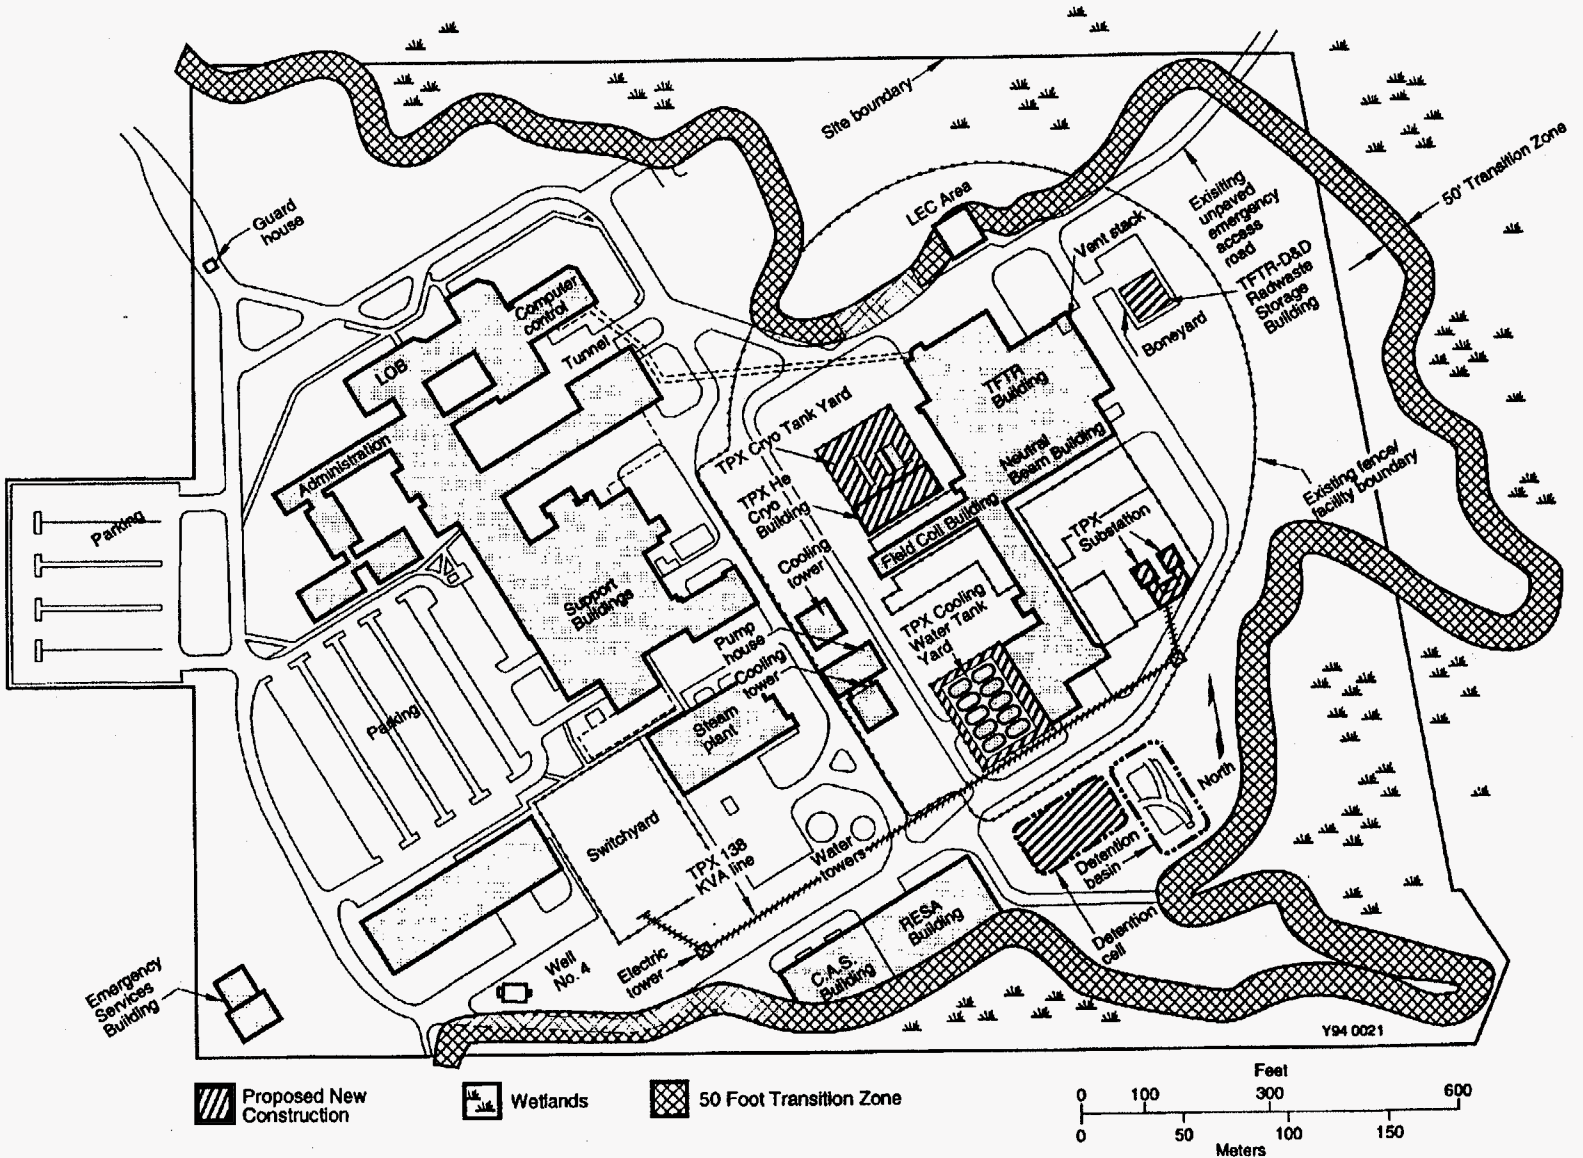 Site boundary
50' Transition Zone
Guard
house
LEC Area
Exisiting
unpaved
emergency
access
road
Vent stack
TFTR-D&D
Radwaste
Storage
Building
Boneyard
Computer
control
Tunnel
LOB
TFTR
Building
TPX Cryo Tank Yard
Neutral
Beam Building
Administration
TPX He
Cryo
Building
Existing fence/
facility boundary
Parking
Field Coil Building
TPX
Substation
Cooling
tower
Support
Buildings
TPX Cooling
Water Tank
Yard
Pump
house
Cooling
tower
Parking
Steam
plant
North
Switchyard
TPX 138
KVA line
Water
towers
Detention
basin
Detention
cell
RESA
Building
C.A.S.
Building
Well
No. 4
Electric
tower
Emergency
Services
Building
Y94 0021
Proposed New
Construction
Wetlands
50 Foot Transition Zone
Feet
0 100 300 600
0 50 100 150
Meters